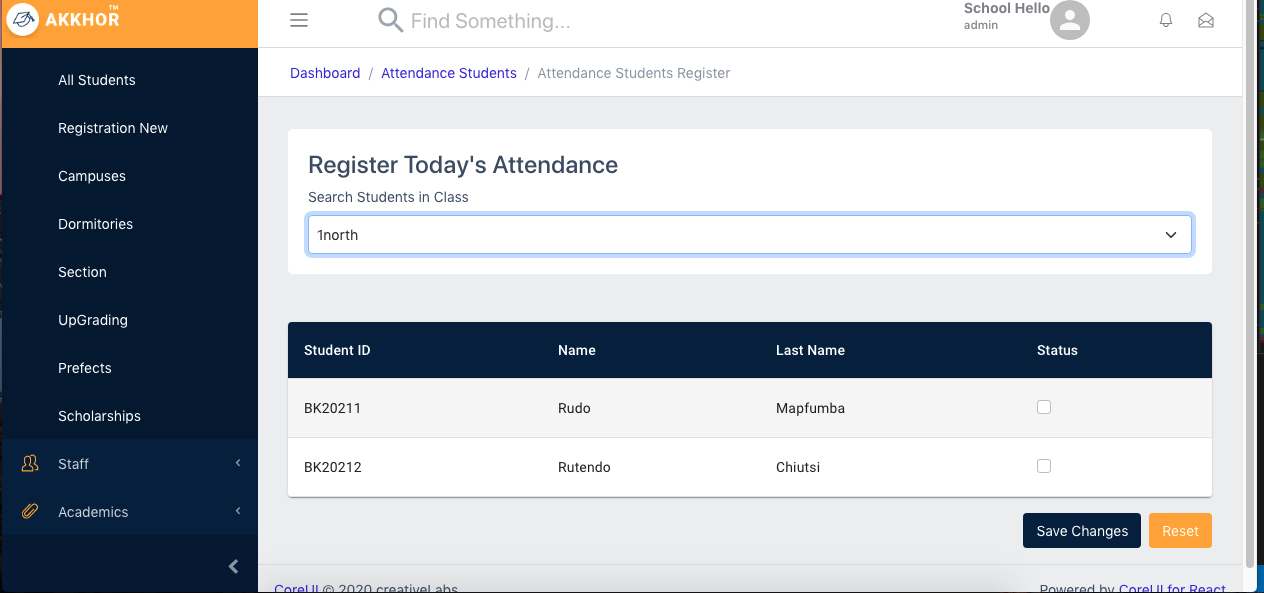 AKKHOR™
Find Something...
School Hello
admin
Dashboard / Attendance Students / Attendance Students Register
All Students
Registration New
Campuses
Dormitories
Section
UpGrading
Prefects
Scholarships
Staff
Academics
Register Today's Attendance
Search Students in Class
1north
Student ID Name Last Name Status
BK20211 Rudo Mapfumba
BK20212 Rutendo Chiutsi
Save Changes Reset
CoreUI © 2020 creativeLabs. Powered by CoreUI for React